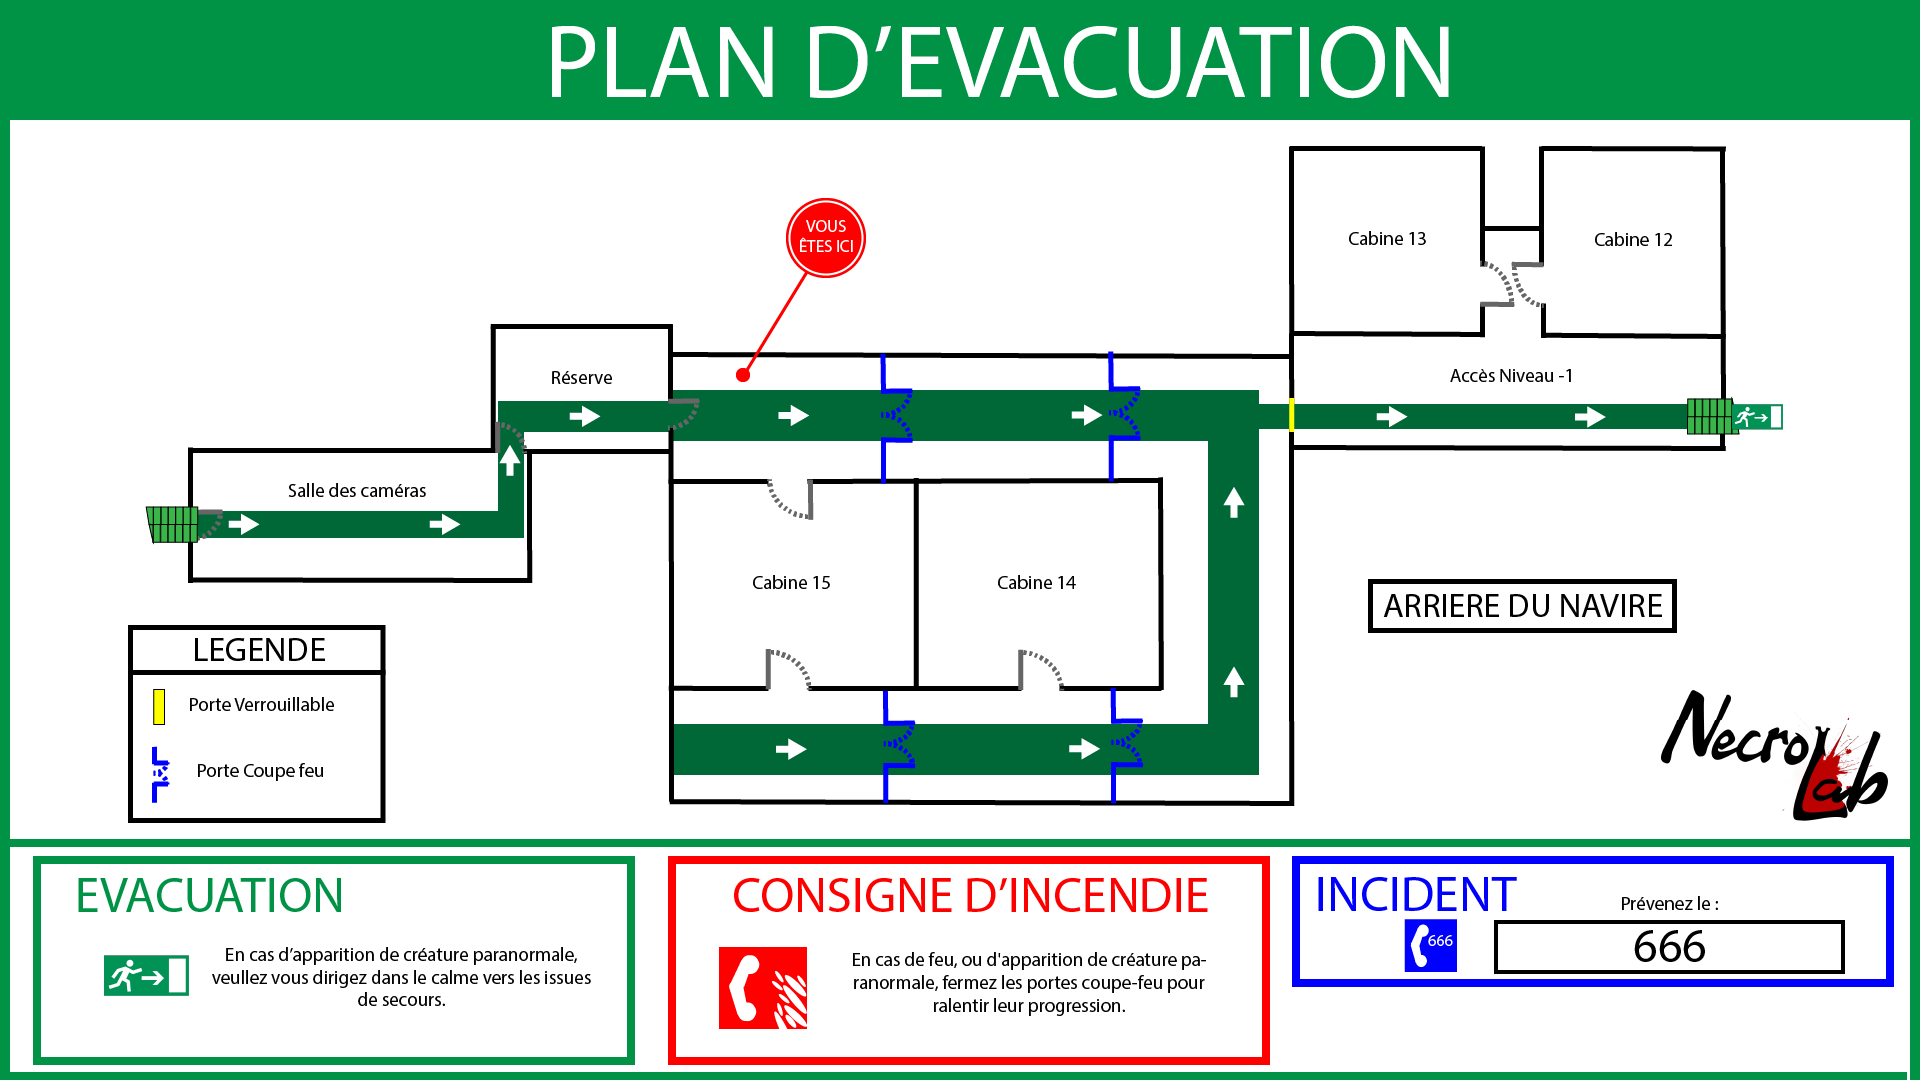 PLAN D’EVACUATION
VOUS
ÊTES ICI
Cabine 13
Cabine 12
Réserve
Accès Niveau -1
Salle des caméras
Cabine 15
Cabine 14
ARRIERE DU NAVIRE
LEGENDE
Porte Verrouillable
Porte Coupe feu
NecroLab
EVACUATION
En cas d’apparition de créature paranormale,
veullez vous dirigez dans le calme vers les issues
de secours.
CONSIGNE D’INCENDIE
En cas de feu, ou d'apparition de créature pa-
ranormale, fermez les portes coupe-feu pour
ralentir leur progression.
INCIDENT
Prévenez le :
666
666